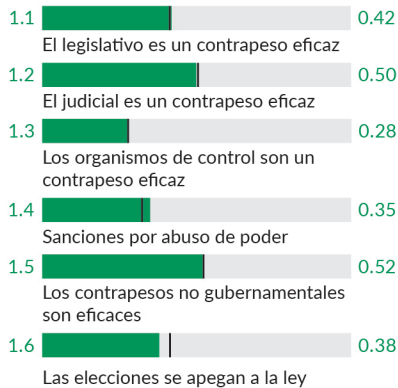 1.1 0.42
El legislativo es un contrapeso eficaz
1.2 0.50
El judicial es un contrapeso eficaz
1.3 0.28
Los organismos de control son un
contrapeso eficaz
1.4 0.35
Sanciones por abuso de poder
1.5 0.52
Los contrapesos no gubernamentales
son eficaces
1.6 0.38
Las elecciones se apegan a la ley